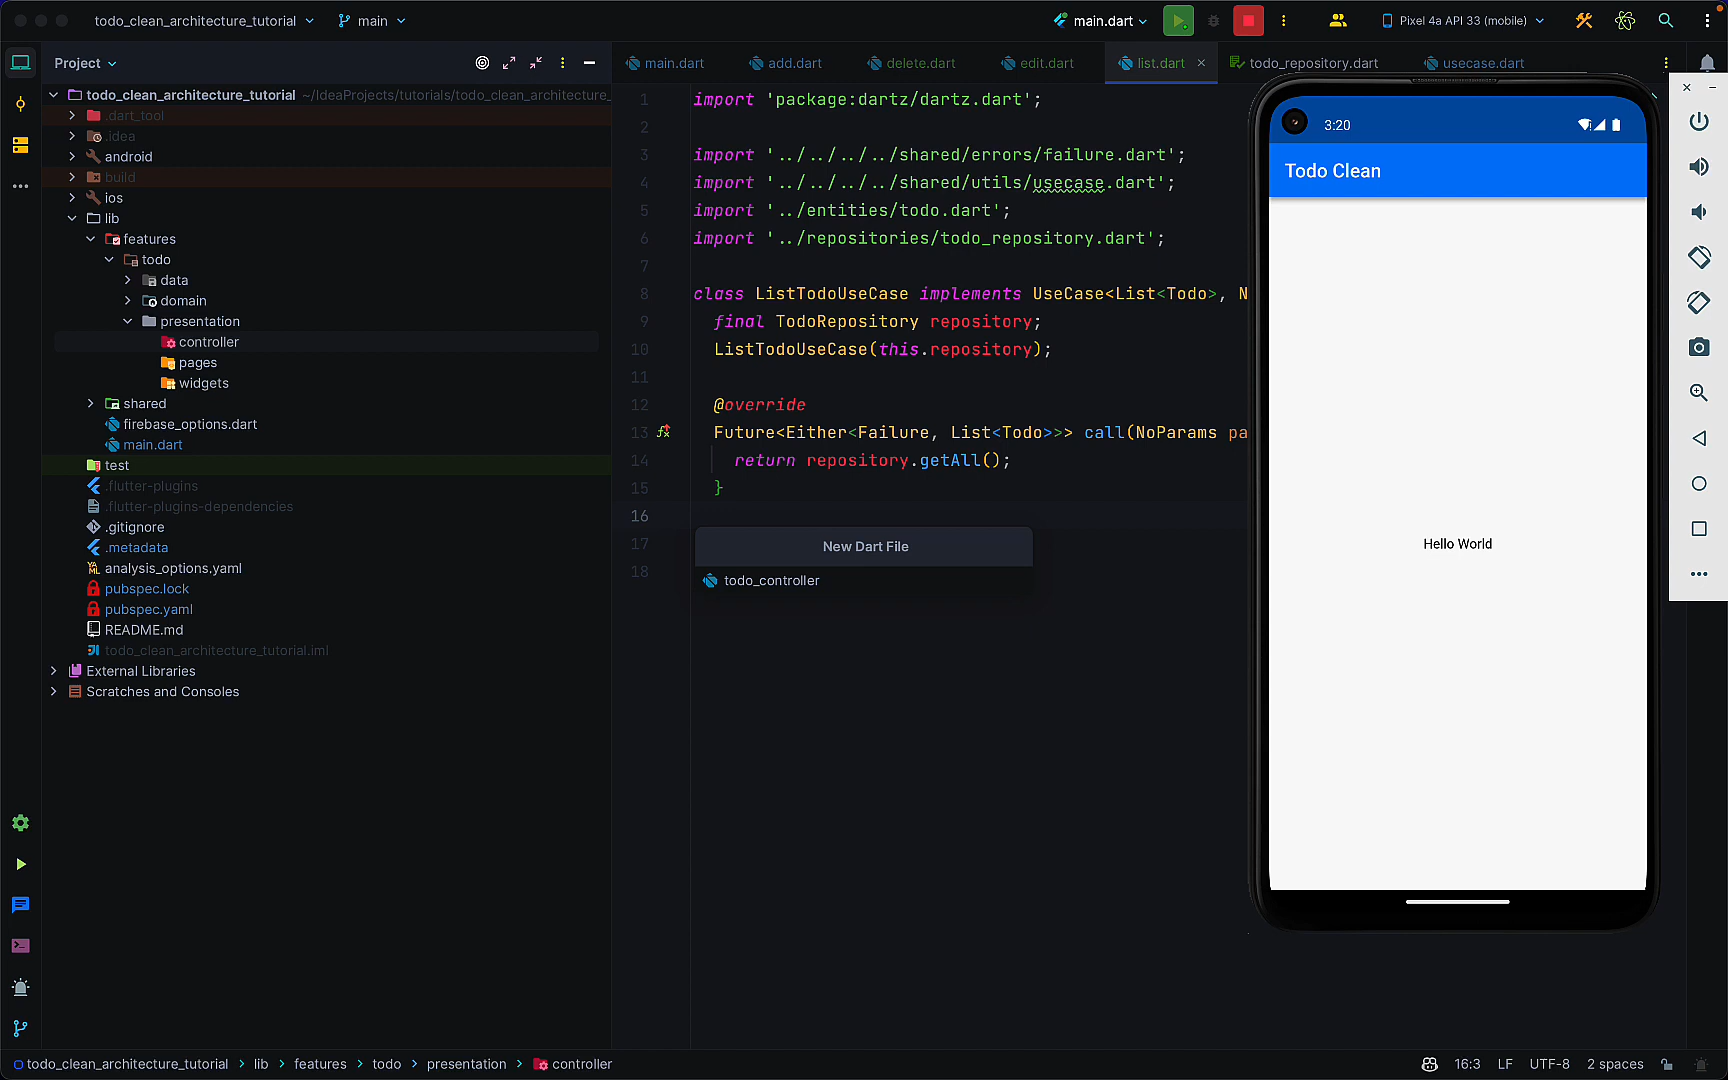 todo_clean_architecture_tutorial
main
main.dart
Pixel 4a API 33 (mobile)
Project
main.dart
add.dart
delete.dart
edit.dart
list.dart
todo_repository.dart
usecase.dart
todo_clean_architecture_tutorial ~/IdeaProjects/tutorials/todo_clean_architecture_
.dart_tool
.idea
android
build
ios
lib
features
todo
data
domain
presentation
controller
pages
widgets
shared
firebase_options.dart
main.dart
test
.flutter-plugins
.flutter-plugins-dependencies
.gitignore
.metadata
analysis_options.yaml
pubspec.lock
pubspec.yaml
README.md
todo_clean_architecture_tutorial.iml
External Libraries
Scratches and Consoles
1 import 'package:dartz/dartz.dart';
2
3 import '../../../../shared/errors/failure.dart';
4 import '../../../../shared/utils/usecase.dart';
5 import '../entities/todo.dart';
6 import '../repositories/todo_repository.dart';
7
8 class ListTodoUseCase implements UseCase<List<Todo>, N
9 final TodoRepository repository;
10 ListTodoUseCase(this.repository);
11
12 @override
13 Future<Either<Failure, List<Todo>>> call(NoParams pa
14 return repository.getAll();
15 }
16
17
18
New Dart File
todo_controller
3:20
Todo Clean
Hello World
todo_clean_architecture_tutorial > lib > features > todo > presentation > controller
16:3 LF UTF-8 2 spaces